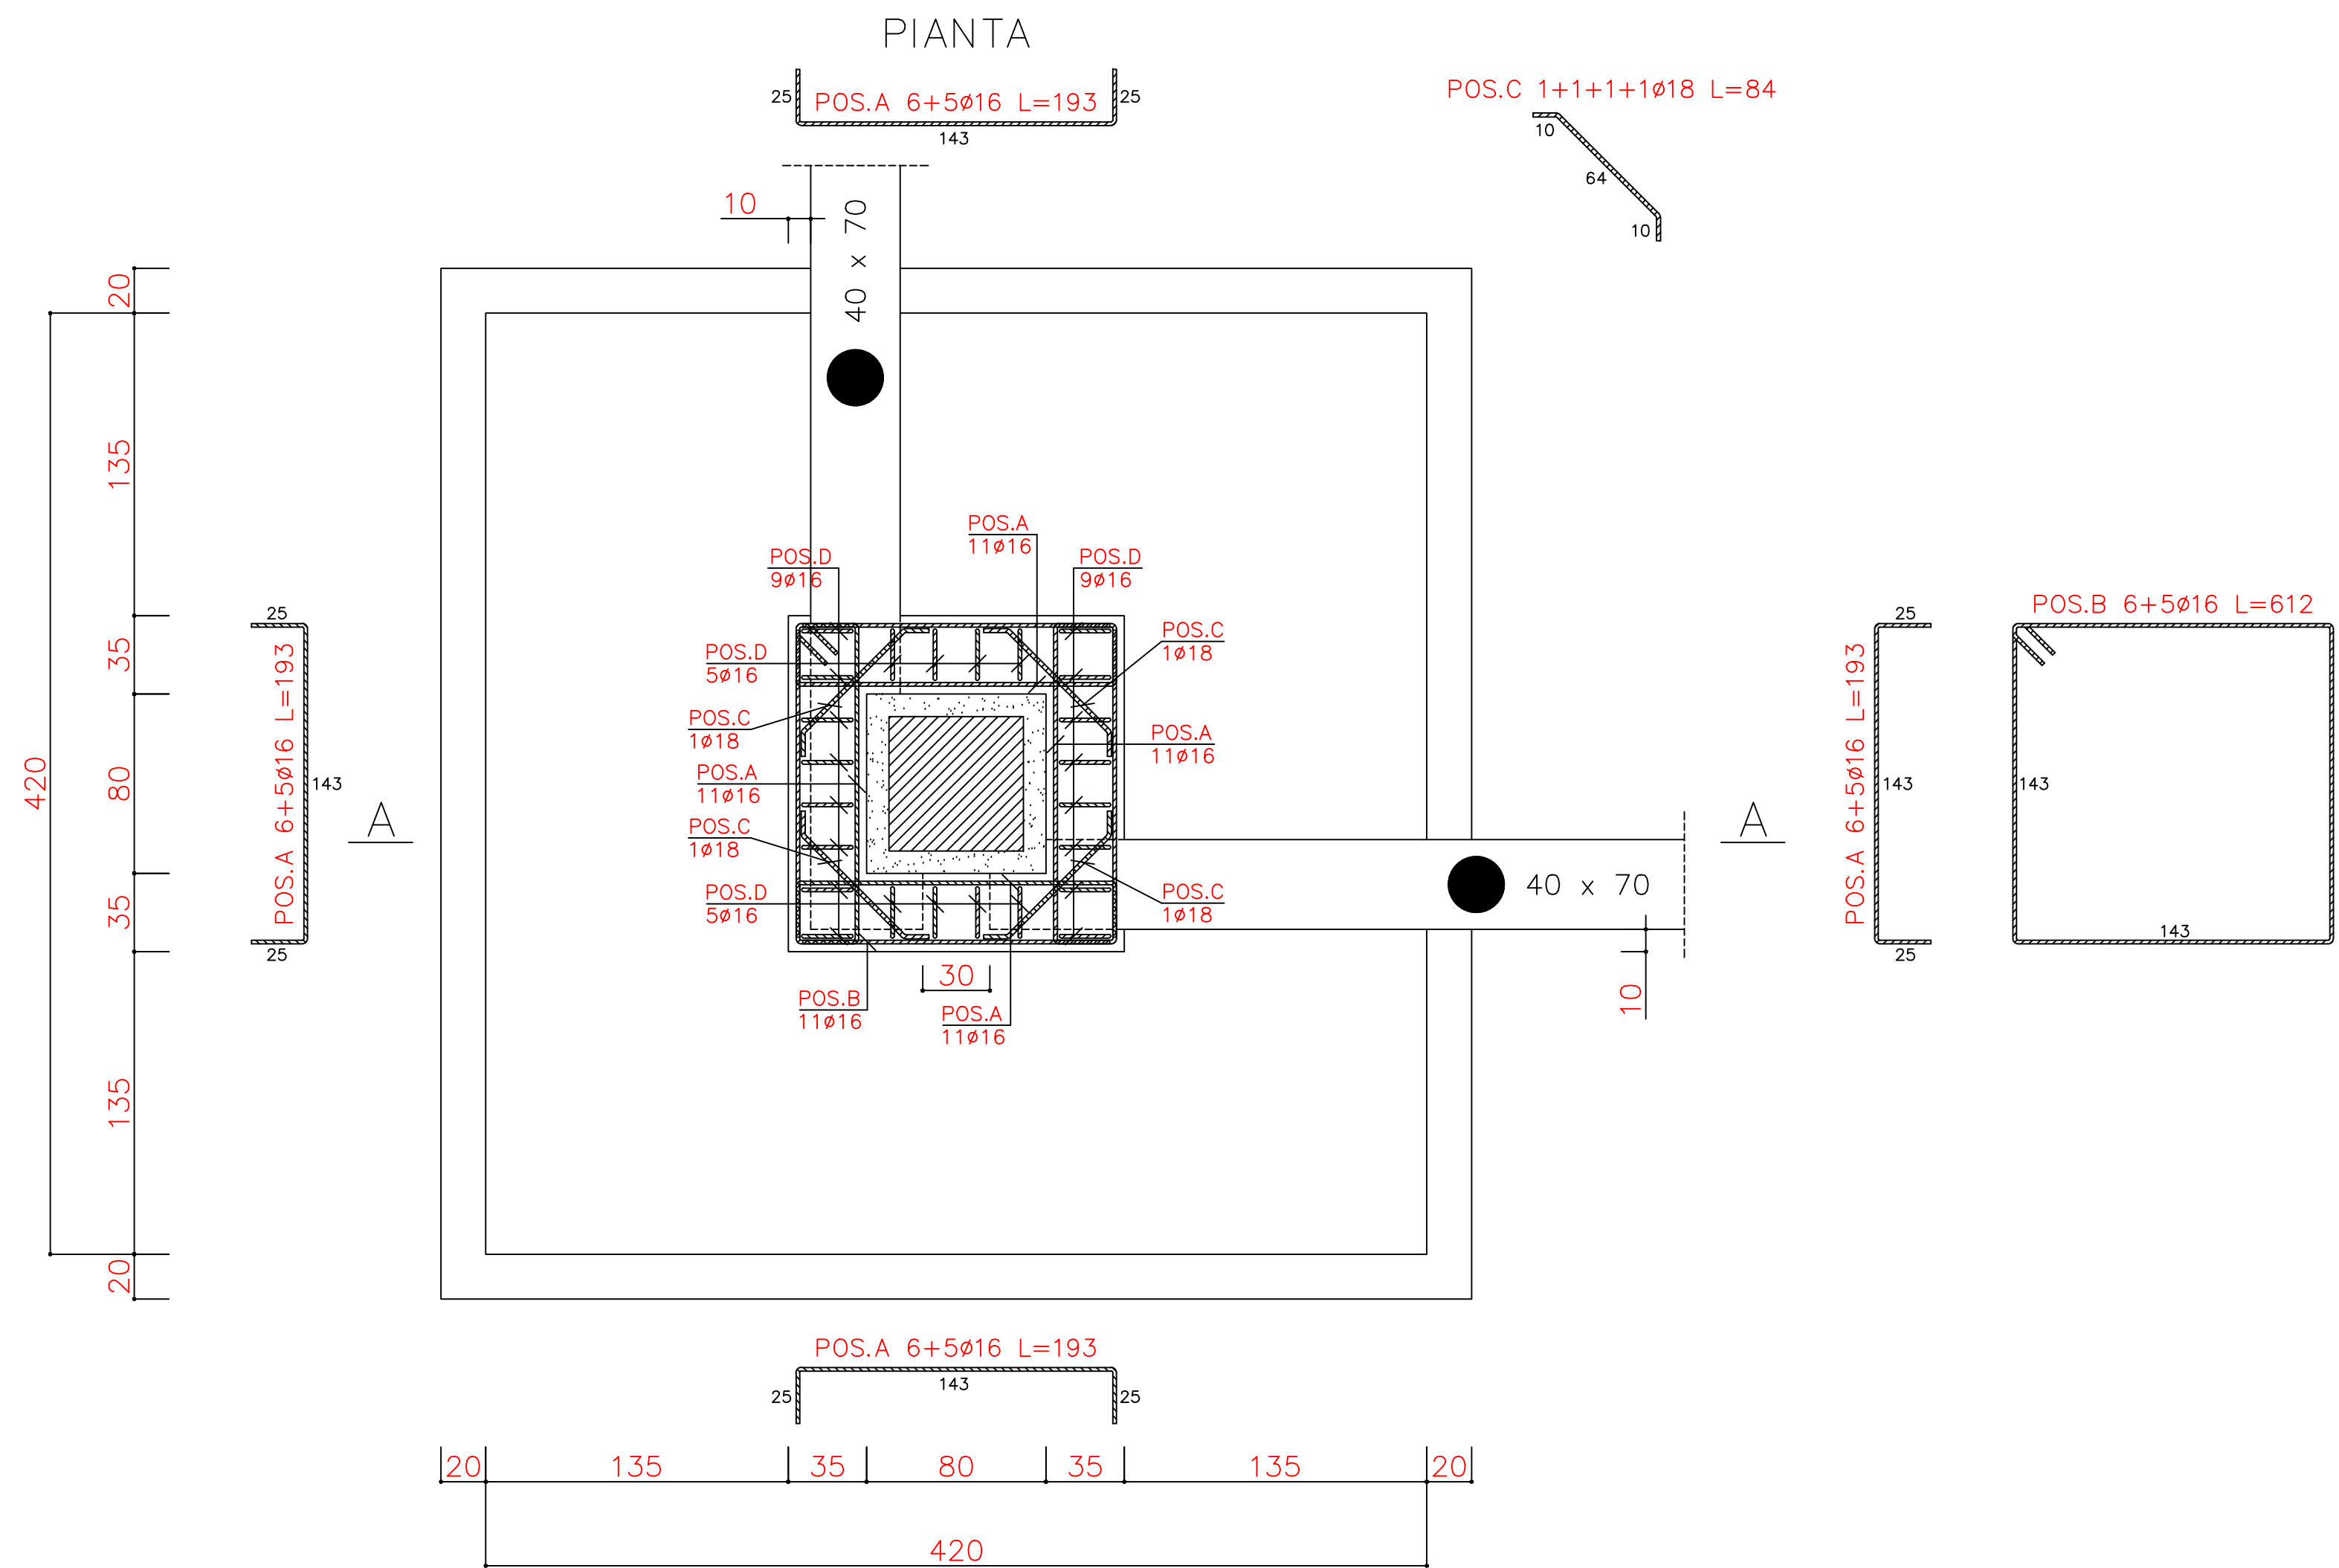 PIANTA
25
POS.A 6+5ø16 L=193
25
143
POS.C 1+1+1+1ø18 L=84
10
64
10
10
40 x 70
20
135
35
80
35
135
20
420
25
POS.A 6+5ø16 L=193
143
25
A
POS.A
11ø16
POS.D
9ø16
POS.D
9ø16
POS.C
1ø18
POS.D
5ø16
POS.C
1ø18
POS.A
11ø16
POS.A
11ø16
POS.C
1ø18
POS.D
5ø16
POS.C
1ø18
30
POS.B
11ø16
POS.A
11ø16
40 x 70
10
A
25
POS.A 6+5ø16 L=193
143
25
POS.B 6+5ø16 L=612
143
143
POS.A 6+5ø16 L=193
25
143
25
20
135
35
80
35
135
20
420